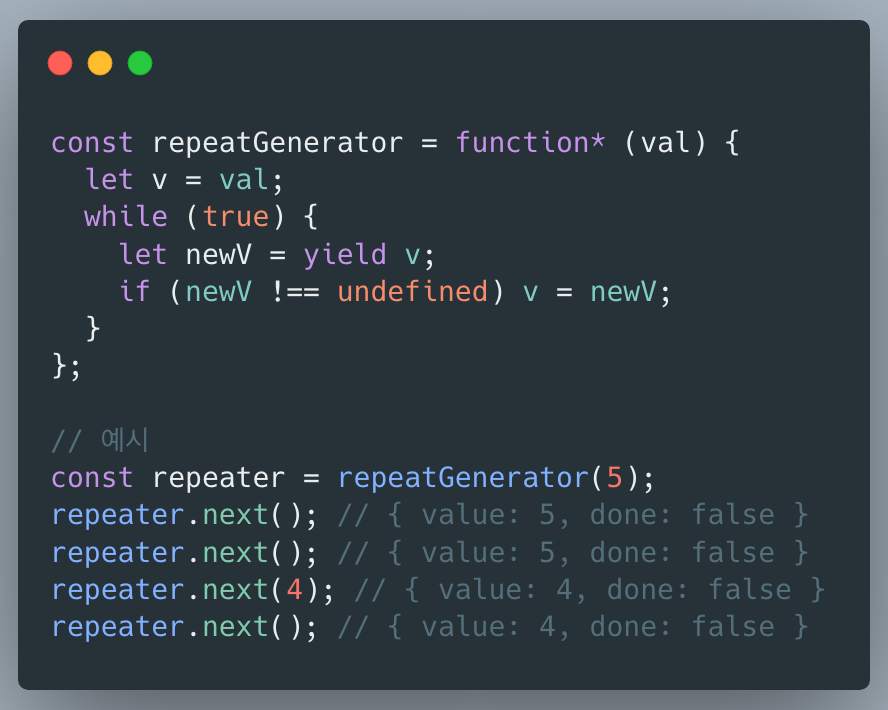 const repeatGenerator = function* (val) {
  let v = val;
  while (true) {
    let newV = yield v;
    if (newV !== undefined) v = newV;
  }
};

// 예시
const repeater = repeatGenerator(5);
repeater.next(); // { value: 5, done: false }
repeater.next(); // { value: 5, done: false }
repeater.next(4); // { value: 4, done: false }
repeater.next(); // { value: 4, done: false }